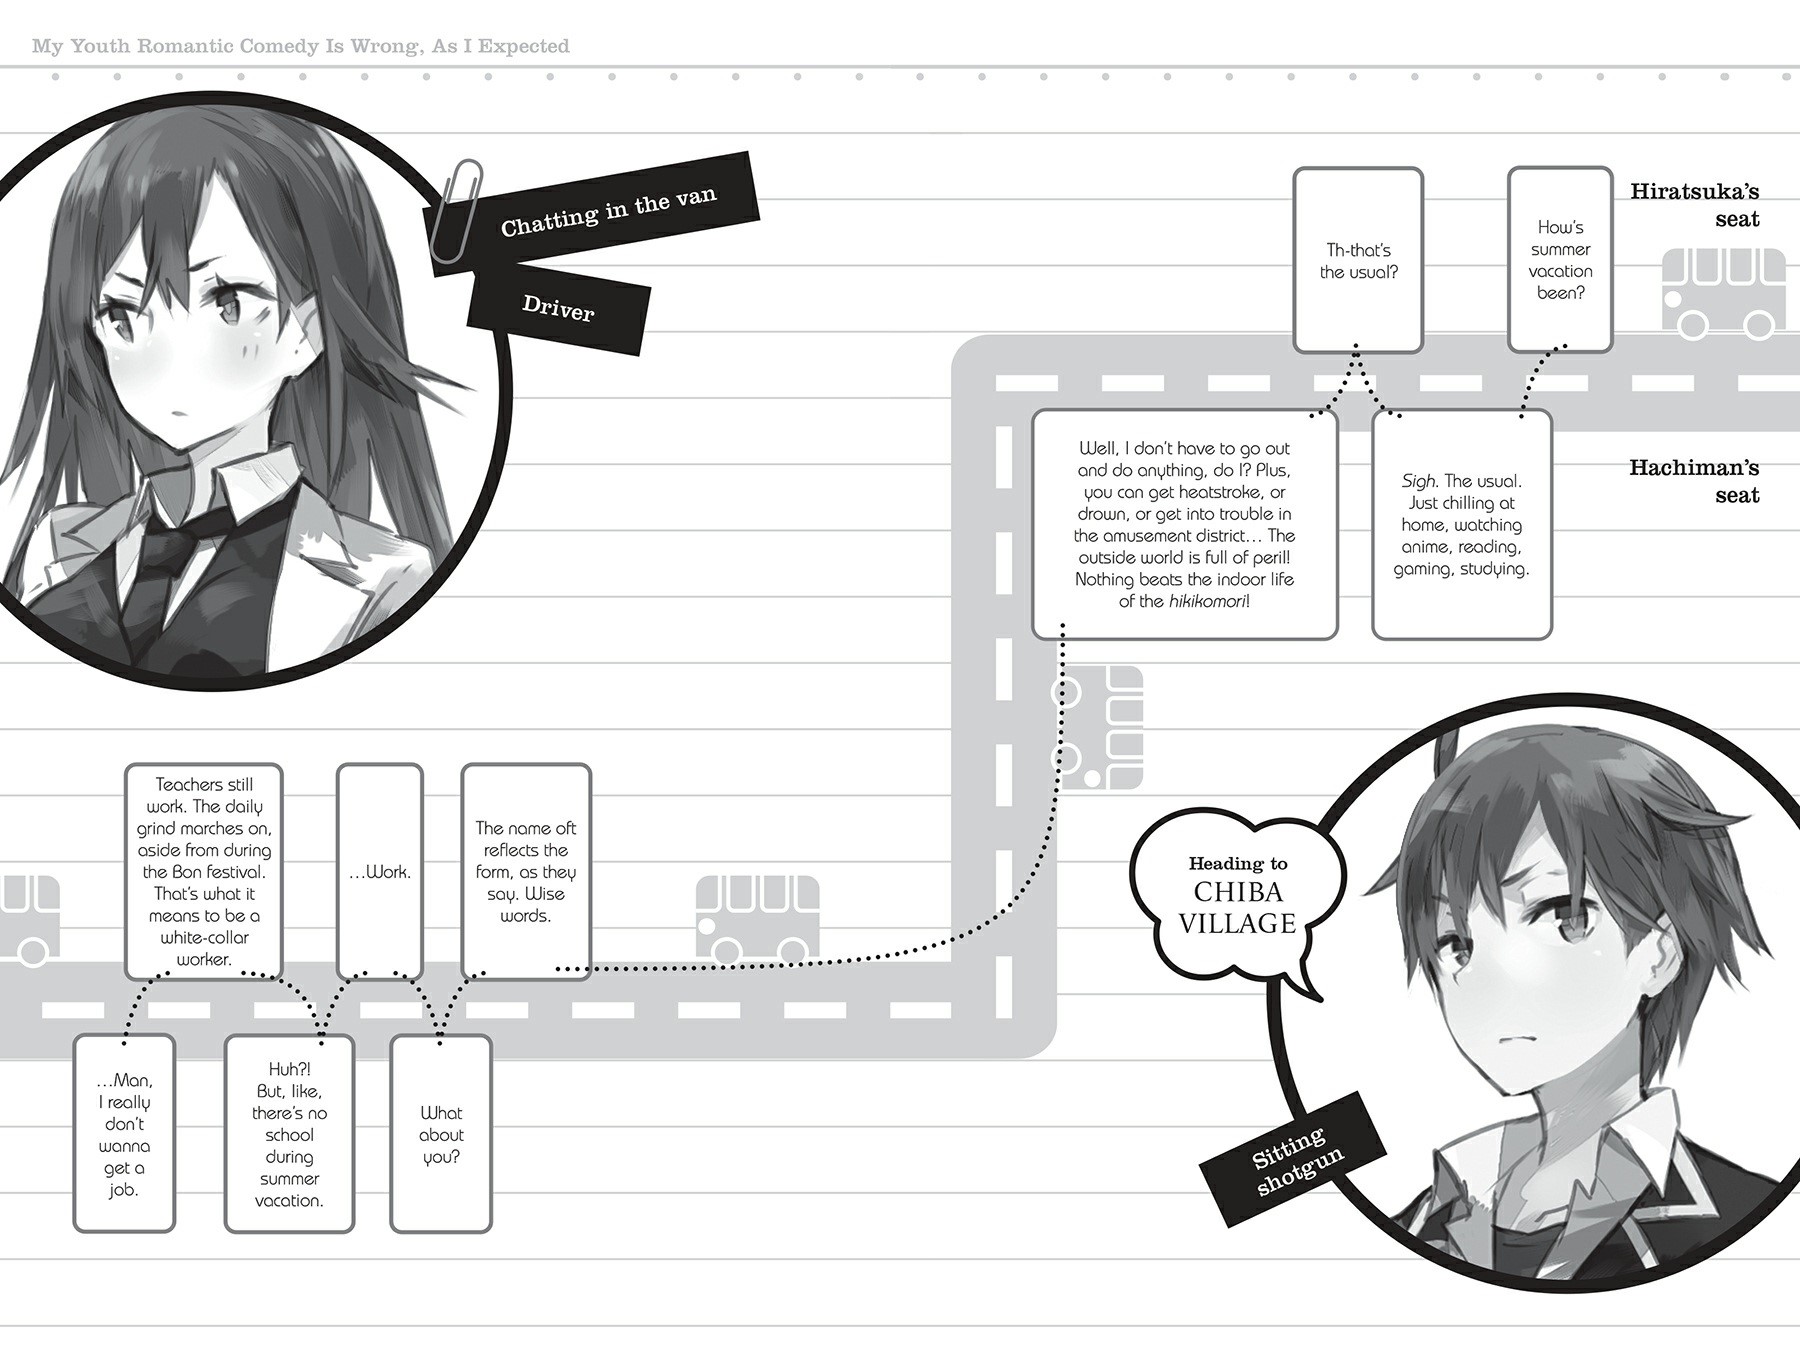 My Youth Romantic Comedy Is Wrong, As I Expected
Chatting in the van
Driver
Hiratsuka's
seat
How's
summer
vacation
been?
Hachiman's
seat
Sigh. The usual.
Just chilling at
home, watching
anime, reading,
gaming, studying.
Th-that's
the usual?
Well, I don't have to go out
and do anything, do I? Plus,
you can get heatstroke, or
drown, or get into trouble in
the amusement district... The
outside world is full of peril!
Nothing beats the indoor life
of the hikikomori!
Heading to
CHIBA
VILLAGE
Sitting
shotgun
The name oft
reflects the
form, as they
say. Wise
words.
What
about
you?
...Work.
Huh?!
But, like,
there's no
school
during
summer
vacation.
Teachers still
work. The daily
grind marches on,
aside from during
the Bon festival.
That's what it
means to be a
white-collar
worker.
...Man,
I really
don't
wanna
get a
job.